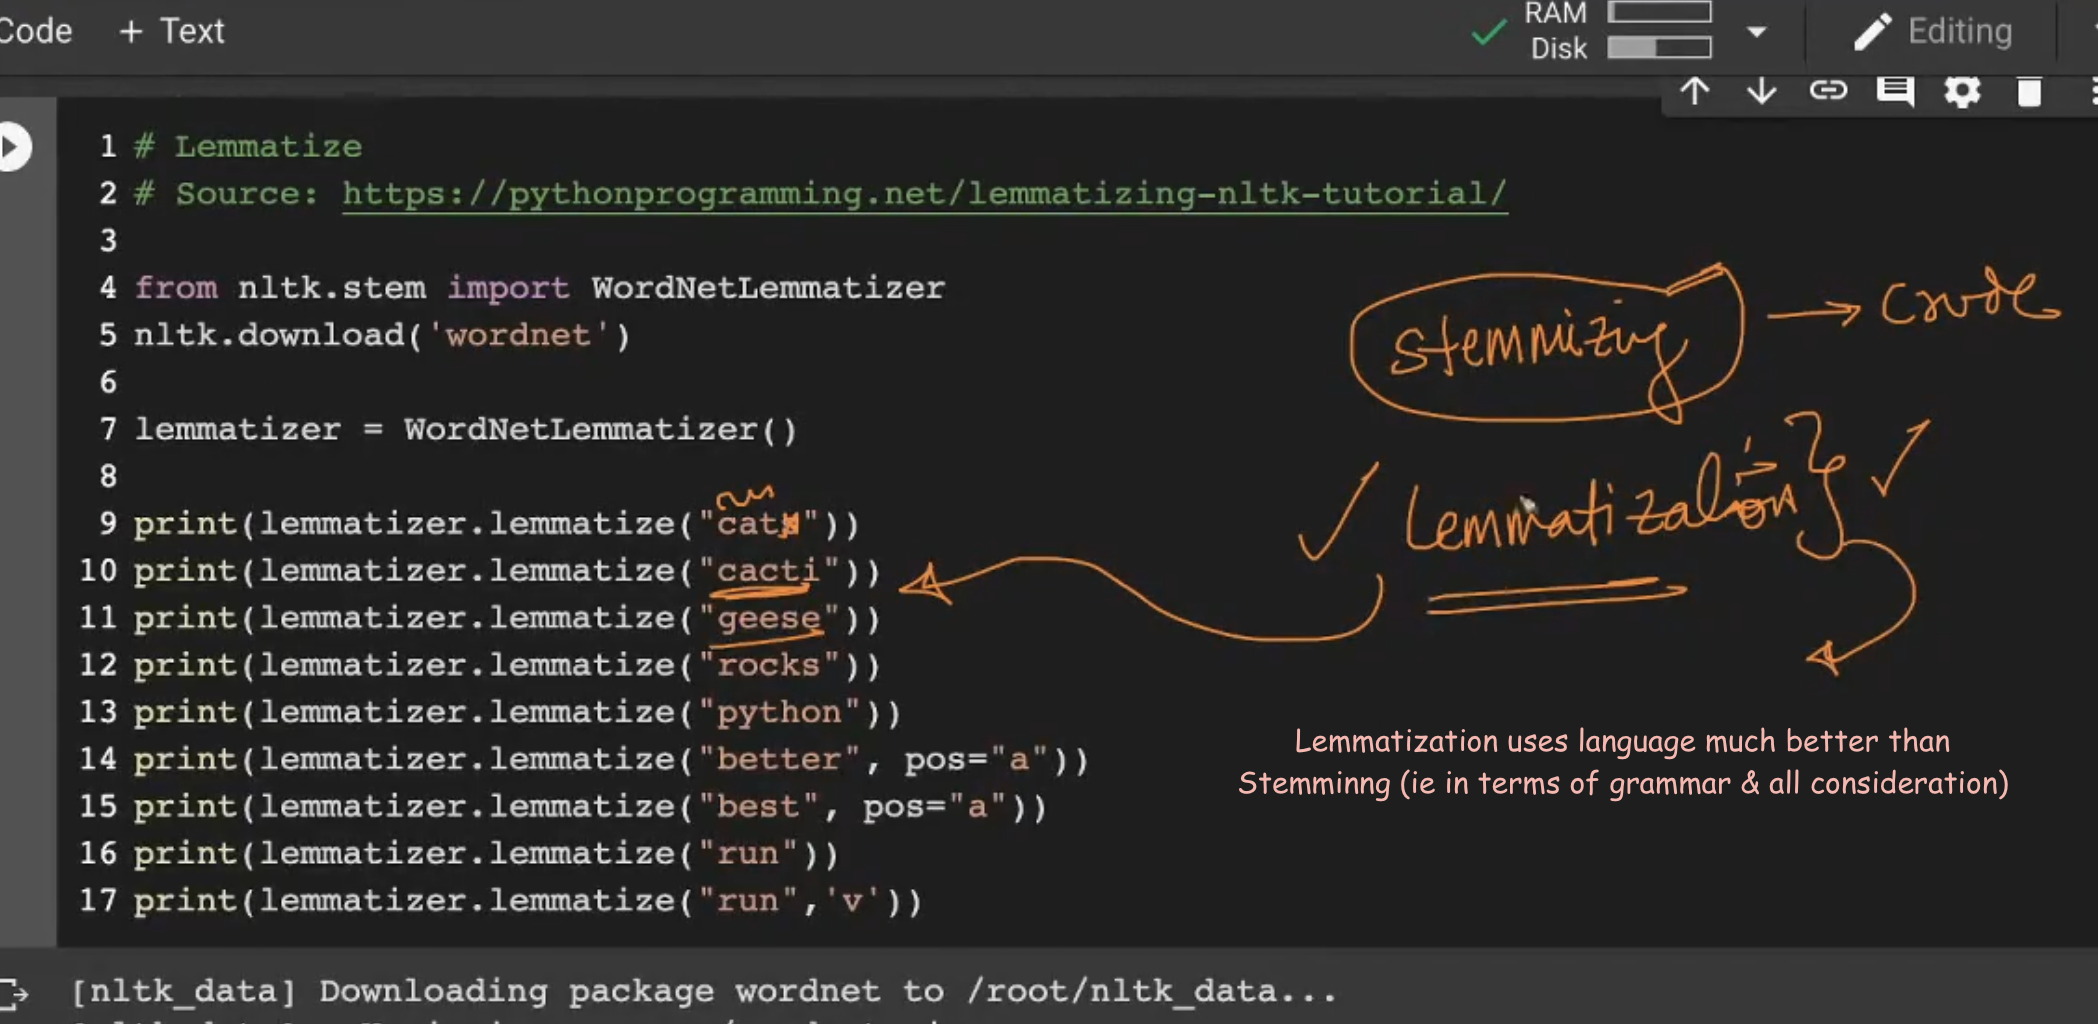 Code + Text
RAM
Disk
Editing
1 # Lemmatize
2 # Source: https://pythonprogramming.net/lemmatizing-nltk-tutorial/
3
4 from nltk.stem import WordNetLemmatizer
5 nltk.download('wordnet')
6
7 lemmatizer = WordNetLemmatizer()
8
9 print(lemmatizer.lemmatize("cats"))
10 print(lemmatizer.lemmatize("cacti"))
11 print(lemmatizer.lemmatize("geese"))
12 print(lemmatizer.lemmatize("rocks"))
13 print(lemmatizer.lemmatize("python"))
14 print(lemmatizer.lemmatize("better", pos="a"))
15 print(lemmatizer.lemmatize("best", pos="a"))
16 print(lemmatizer.lemmatize("run"))
17 print(lemmatizer.lemmatize("run",'v'))
stemmizing → crude
Lemmatization
Lemmatization uses language much better than
Stemminng (ie in terms of grammar & all consideration)
[nltk_data] Downloading package wordnet to /root/nltk_data...